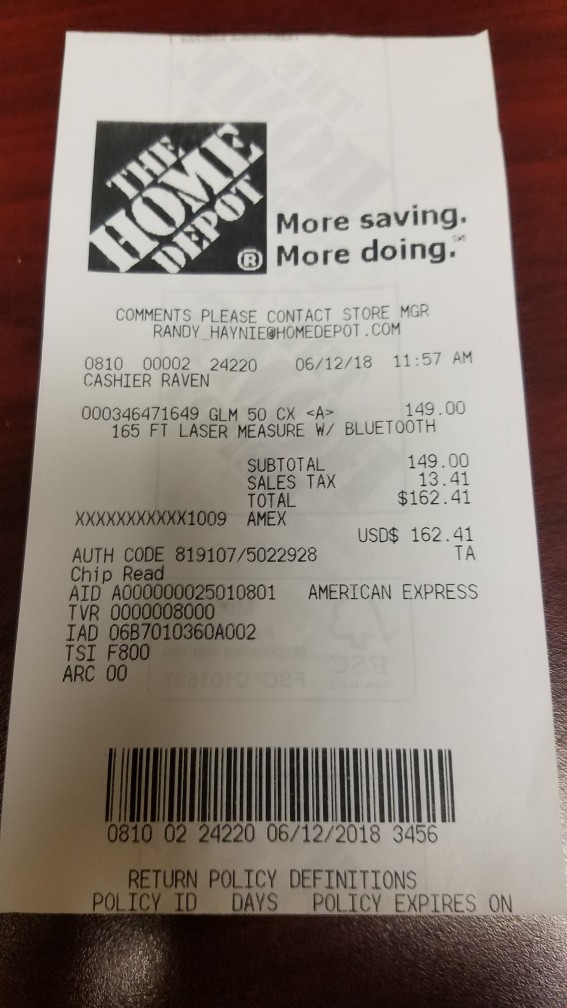 THE
HOME
DEPOT
®
More saving.
More doing.℠
COMMENTS PLEASE CONTACT STORE MGR
RANDY_HAYNIE@HOMEDEPOT.COM
0810 00002 24220 06/12/18 11:57 AM
CASHIER RAVEN
000346471649 GLM 50 CX <A> 149.00
165 FT LASER MEASURE W/ BLUETOOTH
SUBTOTAL 149.00
SALES TAX 13.41
TOTAL $162.41
XXXXXXXXXXX1009 AMEX
USD$ 162.41
AUTH CODE 819107/5022928 TA
Chip Read
AID A000000025010801 AMERICAN EXPRESS
TVR 0000008000
IAD 06B7010360A002
TSI F800
ARC 00
0810 02 24220 06/12/2018 3456
RETURN POLICY DEFINITIONS
POLICY ID DAYS POLICY EXPIRES ON